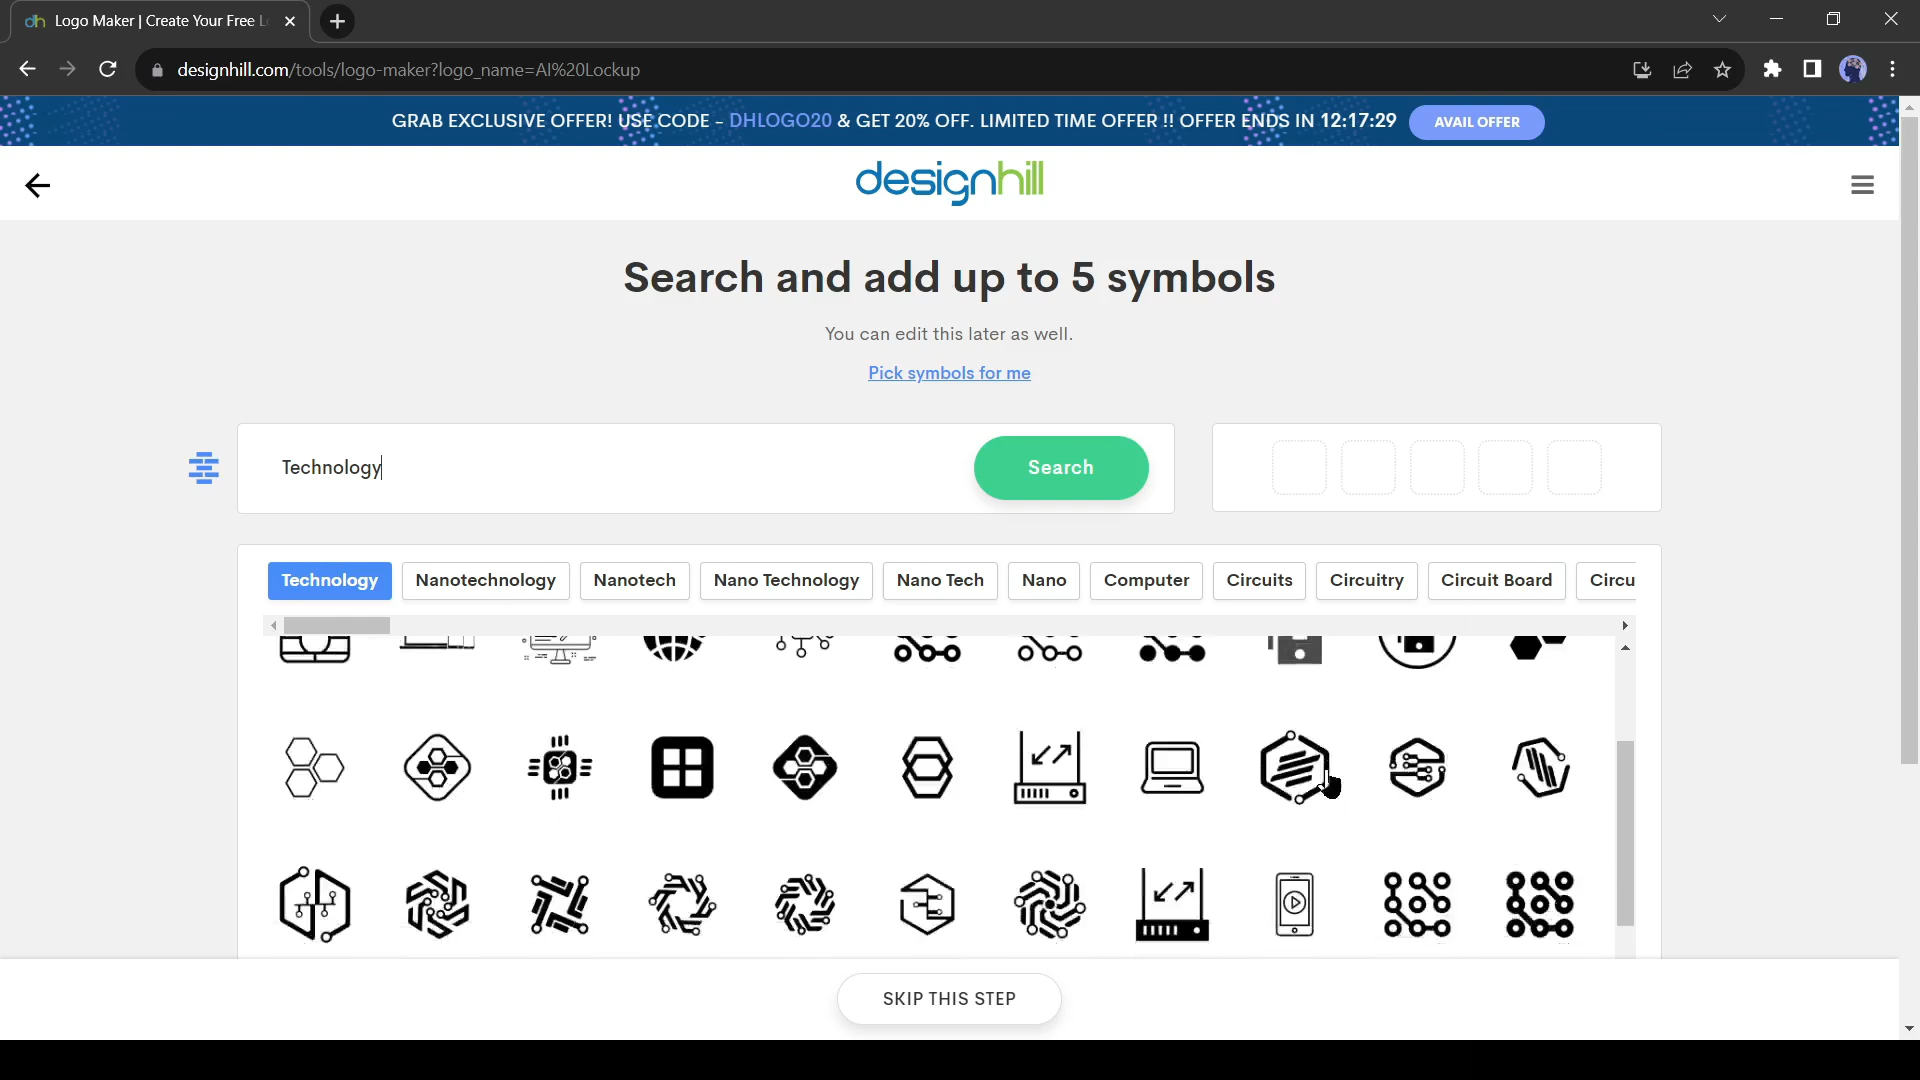 dh Logo Maker | Create Your Free L
designhill.com/tools/logo-maker?logo_name=AI%20Lockup
GRAB EXCLUSIVE OFFER! USE CODE - DHLOGO20 & GET 20% OFF. LIMITED TIME OFFER !! OFFER ENDS IN 12:17:29 AVAIL OFFER
designhill
Search and add up to 5 symbols
You can edit this later as well.
Pick symbols for me
Technology Search
Technology Nanotechnology Nanotech Nano Technology Nano Tech Nano Computer Circuits Circuitry Circuit Board Circu
SKIP THIS STEP